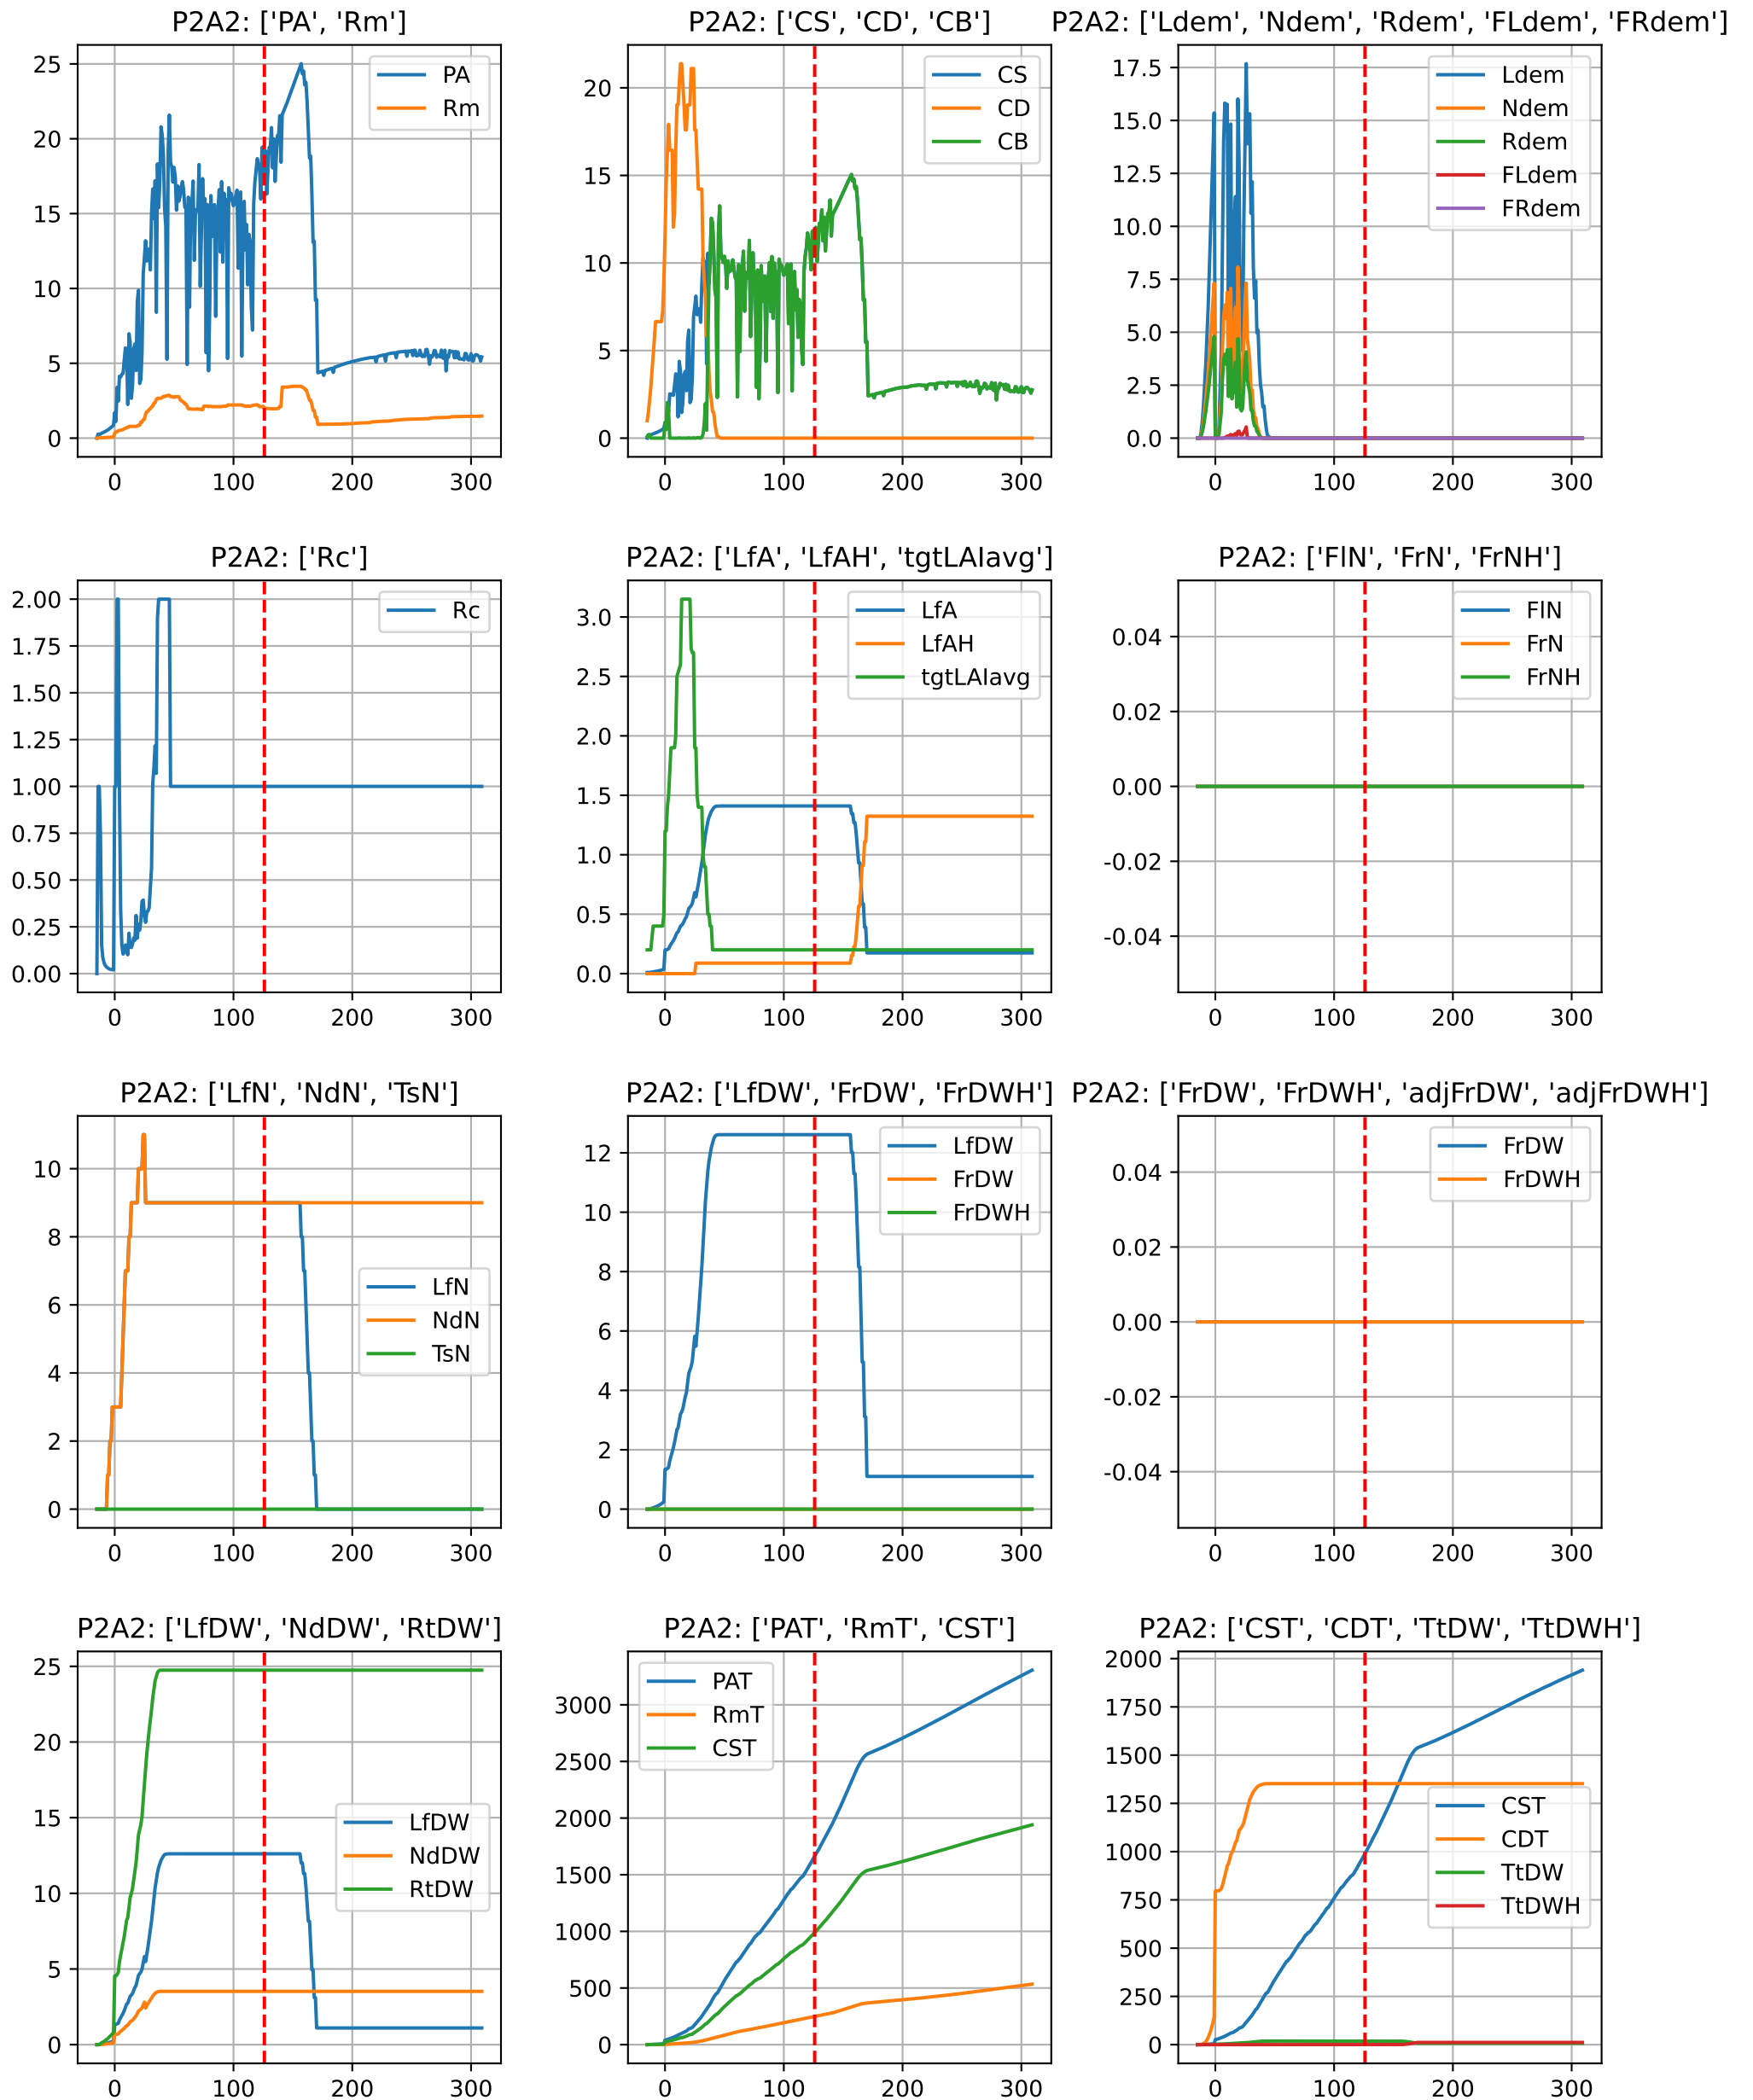 P2A2: ['PA', 'Rm']
PA
Rm
25
20
15
10
5
0
0 100 200 300
P2A2: ['CS', 'CD', 'CB']
CS
CD
CB
20
15
10
5
0
0 100 200 300
P2A2: ['Ldem', 'Ndem', 'Rdem', 'FLdem', 'FRdem']
Ldem
Ndem
Rdem
FLdem
FRdem
17.5
15.0
12.5
10.0
7.5
5.0
2.5
0.0
0 100 200 300
P2A2: ['Rc']
Rc
2.00
1.75
1.50
1.25
1.00
0.75
0.50
0.25
0.00
0 100 200 300
P2A2: ['LfA', 'LfAH', 'tgtLAIavg']
LfA
LfAH
tgtLAIavg
3.0
2.5
2.0
1.5
1.0
0.5
0.0
0 100 200 300
P2A2: ['FlN', 'FrN', 'FrNH']
FlN
FrN
FrNH
0.04
0.02
0.00
-0.02
-0.04
0 100 200 300
P2A2: ['LfN', 'NdN', 'TsN']
10
8
6
4
2
0
LfN
NdN
TsN
0 100 200 300
P2A2: ['LfDW', 'FrDW', 'FrDWH']
LfDW
FrDW
FrDWH
12
10
8
6
4
2
0
0 100 200 300
P2A2: ['FrDW', 'FrDWH', 'adjFrDW', 'adjFrDWH']
FrDW
FrDWH
0.04
0.02
0.00
-0.02
-0.04
0 100 200 300
P2A2: ['LfDW', 'NdDW', 'RtDW']
25
20
15
10
5
0
LfDW
NdDW
RtDW
0 100 200 300
P2A2: ['PAT', 'RmT', 'CST']
PAT
RmT
CST
3000
2500
2000
1500
1000
500
0
0 100 200 300
P2A2: ['CST', 'CDT', 'TtDW', 'TtDWH']
2000
1750
1500
1250
1000
750
500
250
0
CST
CDT
TtDW
TtDWH
0 100 200 300